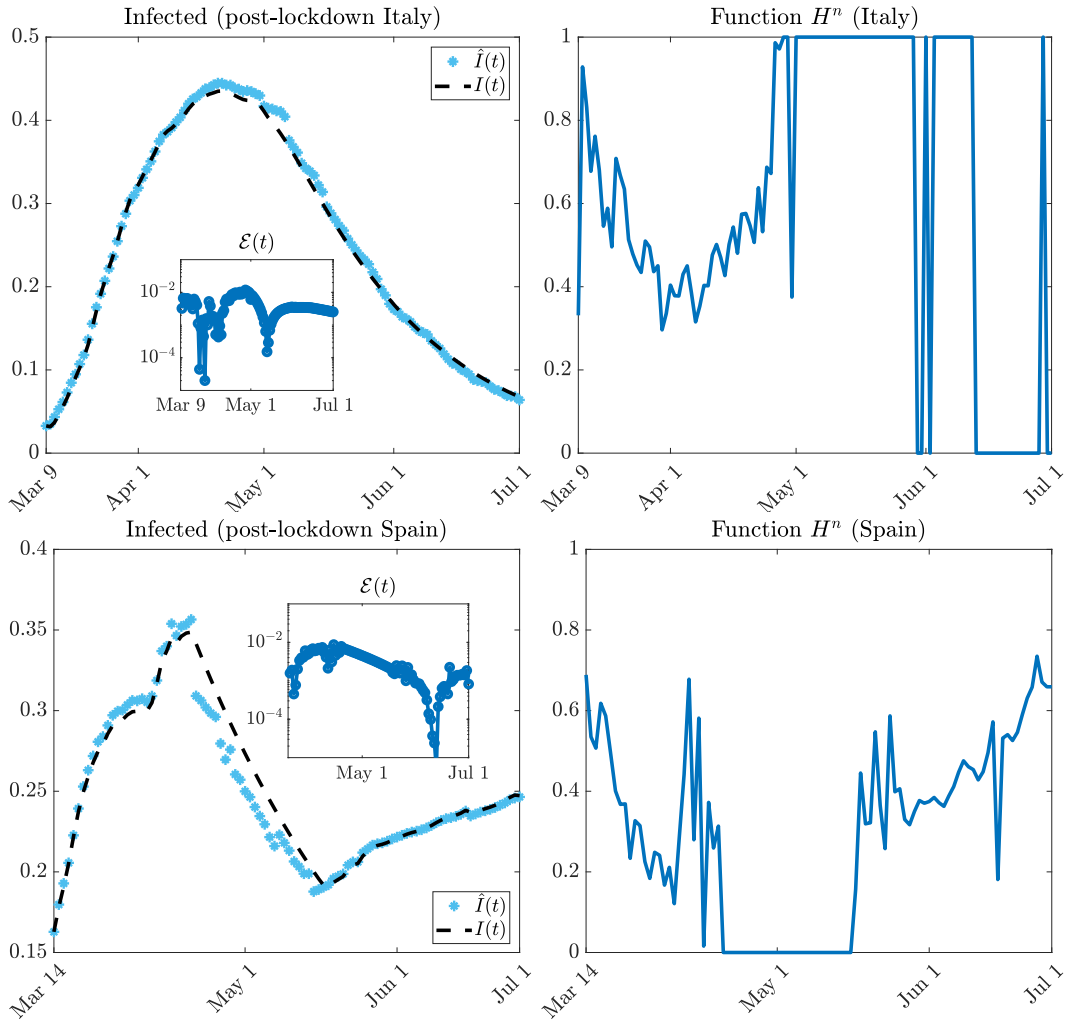 Infected (post-lockdown Italy)
0.5
0.4
0.3
0.2
0.1
0
Î(t)
I(t)
ℰ(t)
10⁻²
10⁻⁴
Mar 9
May 1
Jul 1
Mar 9
Apr 1
May 1
Jun 1
Jul 1
Function Hⁿ (Italy)
1
0.8
0.6
0.4
0.2
0
Mar 9
Apr 1
May 1
Jun 1
Jul 1
Infected (post-lockdown Spain)
0.4
0.35
0.3
0.25
0.2
0.15
ℰ(t)
10⁻²
10⁻⁴
May 1
Jul 1
Î(t)
I(t)
Mar 14
May 1
Jun 1
Jul 1
Function Hⁿ (Spain)
1
0.8
0.6
0.4
0.2
0
Mar 14
May 1
Jun 1
Jul 1